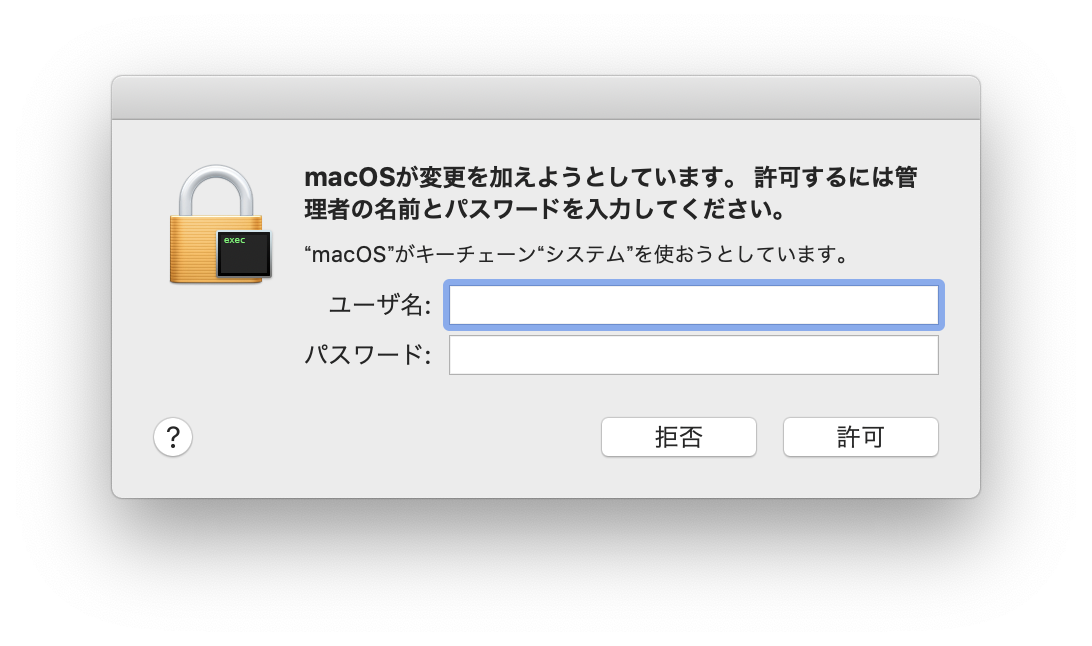 macOSが変更を加えようとしています。 許可するには管
理者の名前とパスワードを入力してください。
exec
“macOS”がキーチェーン“システム”を使おうとしています。
ユーザ名:
パスワード:
?
拒否
許可